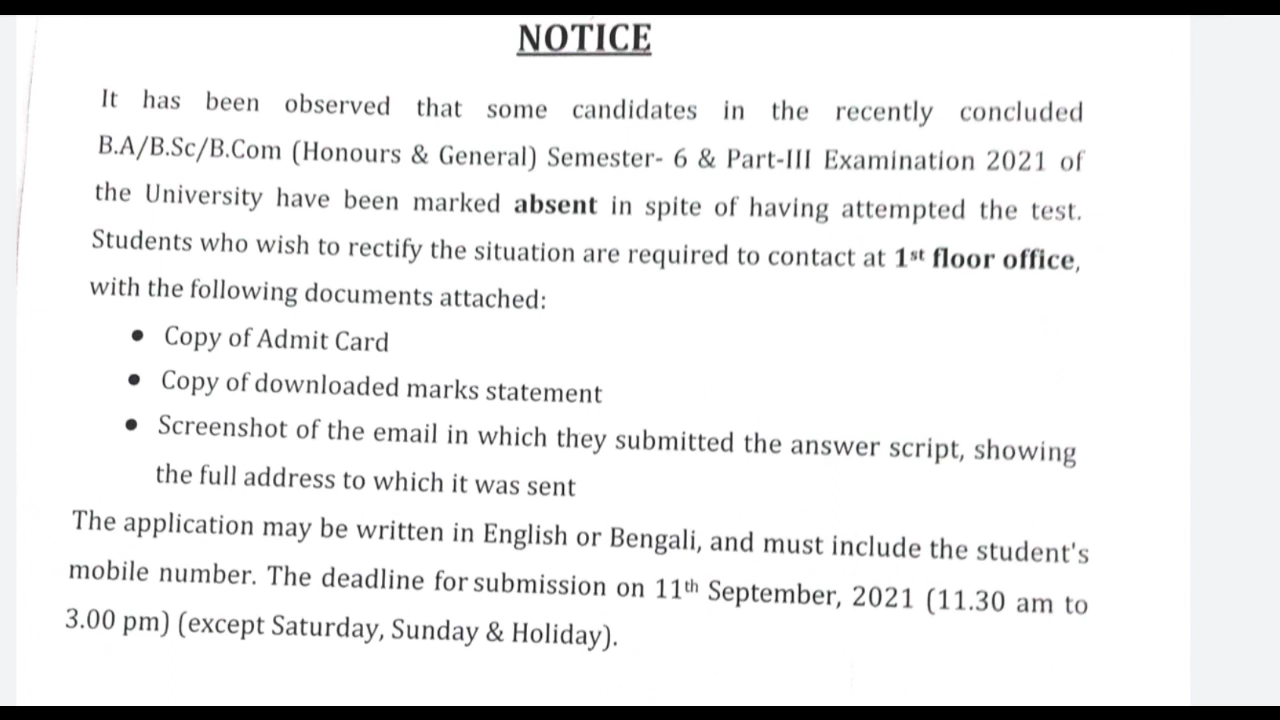 NOTICE
It has been observed that some candidates in the recently concluded
B.A/B.Sc/B.Com (Honours & General) Semester- 6 & Part-III Examination 2021 of
the University have been marked absent in spite of having attempted the test.
Students who wish to rectify the situation are required to contact at 1st floor office,
with the following documents attached:
• Copy of Admit Card
• Copy of downloaded marks statement
• Screenshot of the email in which they submitted the answer script, showing
the full address to which it was sent
The application may be written in English or Bengali, and must include the student's
mobile number. The deadline for submission on 11th September, 2021 (11.30 am to
3.00 pm) (except Saturday, Sunday & Holiday).